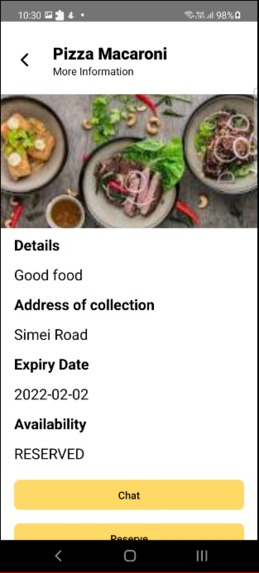 10:30 98%
Pizza Macaroni
More Information
Details
Good food
Address of collection
Simei Road
Expiry Date
2022-02-02
Availability
RESERVED
Chat
Reserve